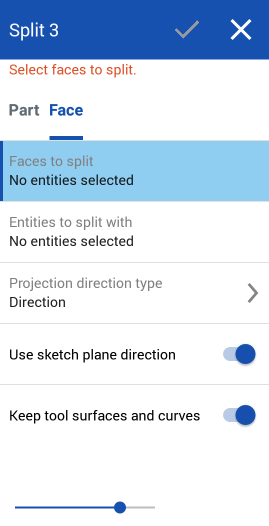 Split 3
Select faces to split.
Part Face
Faces to split
No entities selected
Entities to split with
No entities selected
Projection direction type
Direction
Use sketch plane direction
Keep tool surfaces and curves